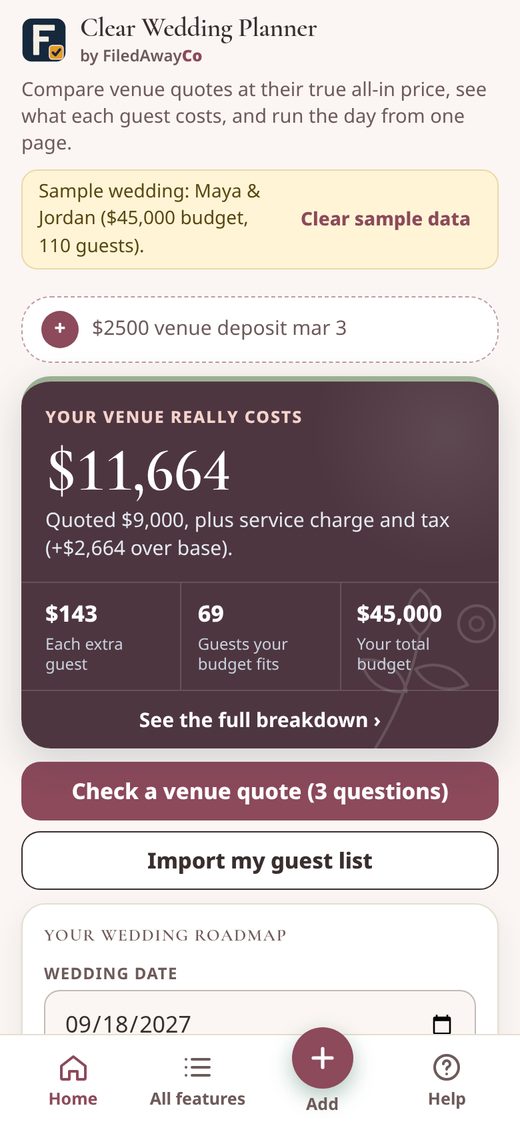 F
Clear Wedding Planner
by FiledAwayCo
Compare venue quotes at their true all-in price, see
what each guest costs, and run the day from one
page.
Sample wedding: Maya &
Jordan ($45,000 budget,
110 guests).
Clear sample data
+ $2500 venue deposit mar 3
YOUR VENUE REALLY COSTS
$11,664
Quoted $9,000, plus service charge and tax
(+$2,664 over base).
$143
Each extra
guest
69
Guests your
budget fits
$45,000
Your total
budget
See the full breakdown ›
Check a venue quote (3 questions)
Import my guest list
YOUR WEDDING ROADMAP
WEDDING DATE
09/18/2027
Home
All features
+
Add
? 
Help